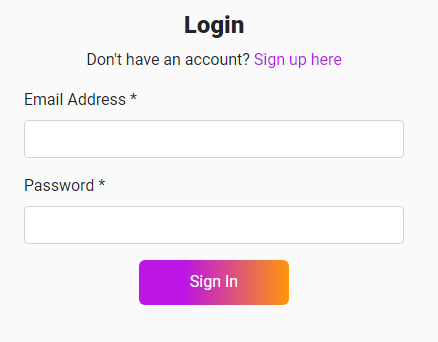 Login
Don't have an account? Sign up here
Email Address *
Password *
Sign In